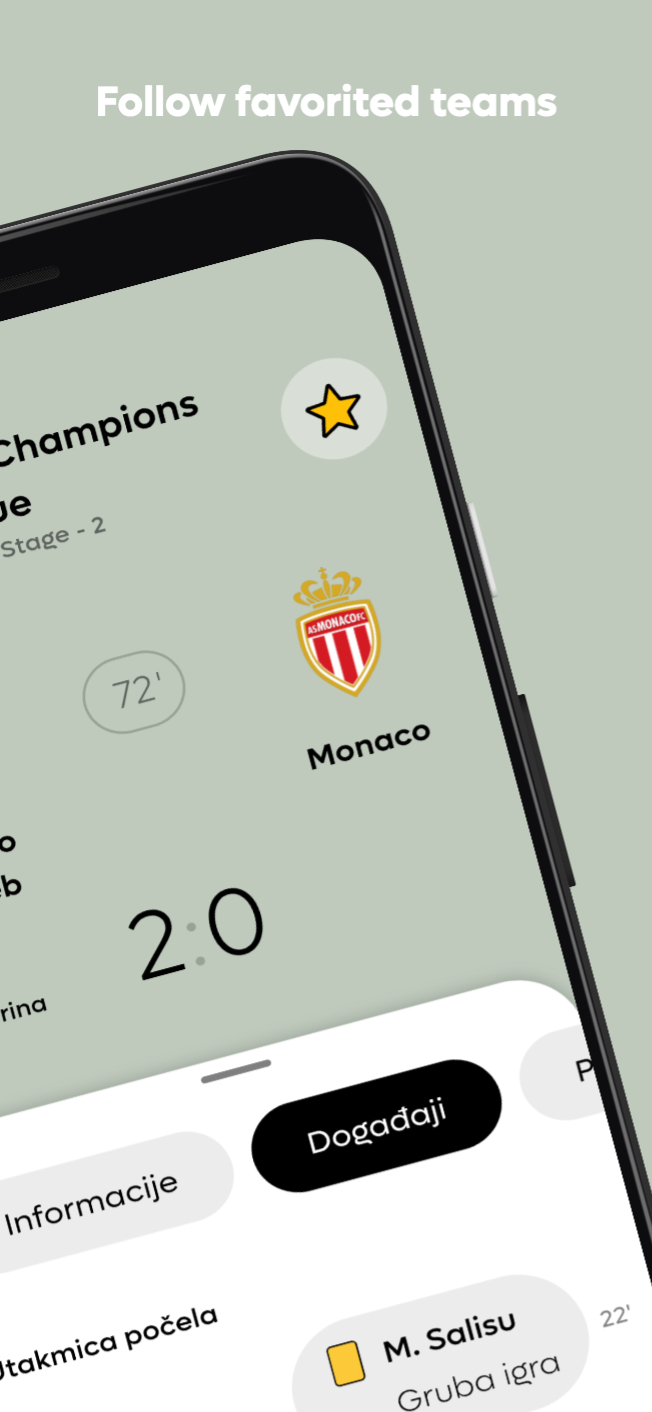 Follow favorited teams
Champions
ue
Stage - 2
ASMONACOFC
72'
Monaco
o
eb
2:0
rina
Informacije
Događaji
P
Utakmica počela
M. Salisu
22'
Gruba igra